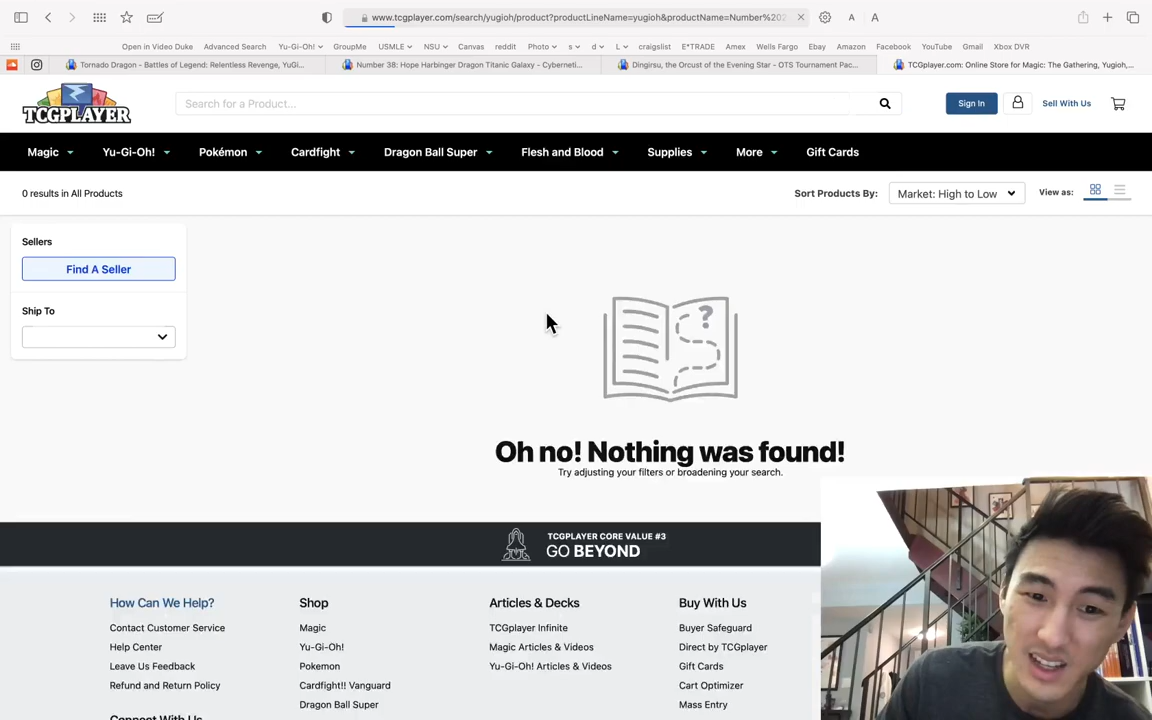 www.tcgplayer.com/search/yugioh/product?productLineName=yugioh&productName=Number%202
A A
Open in Video Duke Advanced Search Yu-Gi-Oh! GroupMe USMLE NSU Canvas reddit Photo s d L craigslist E*TRADE Amex Wells Fargo Ebay Amazon Facebook YouTube Gmail Xbox DVR
Tornado Dragon - Battles of Legend: Relentless Revenge, YuGi... Number 38: Hope Harbinger Dragon Titanic Galaxy - Cyberneti... Dingirsu, the Orcust of the Evening Star - OTS Tournament Pac... TCGplayer.com: Online Store for Magic: The Gathering, Yugioh,...
TCGPLAYER
Search for a Product...
Sign In
Sell With Us
Magic Yu-Gi-Oh! Pokémon Cardfight Dragon Ball Super Flesh and Blood Supplies More Gift Cards
0 results in All Products
Sort Products By: Market: High to Low View as:
Sellers
Find A Seller
Ship To
?
Oh no! Nothing was found!
Try adjusting your filters or broadening your search.
TCGPLAYER CORE VALUE #3
GO BEYOND
How Can We Help? Shop Articles & Decks Buy With Us
Contact Customer Service Magic TCGplayer Infinite Buyer Safeguard
Help Center Yu-Gi-Oh! Magic Articles & Videos Direct by TCGplayer
Leave Us Feedback Pokemon Yu-Gi-Oh! Articles & Videos Gift Cards
Refund and Return Policy Cardfight!! Vanguard Cart Optimizer
Dragon Ball Super Mass Entry
Connect With Us